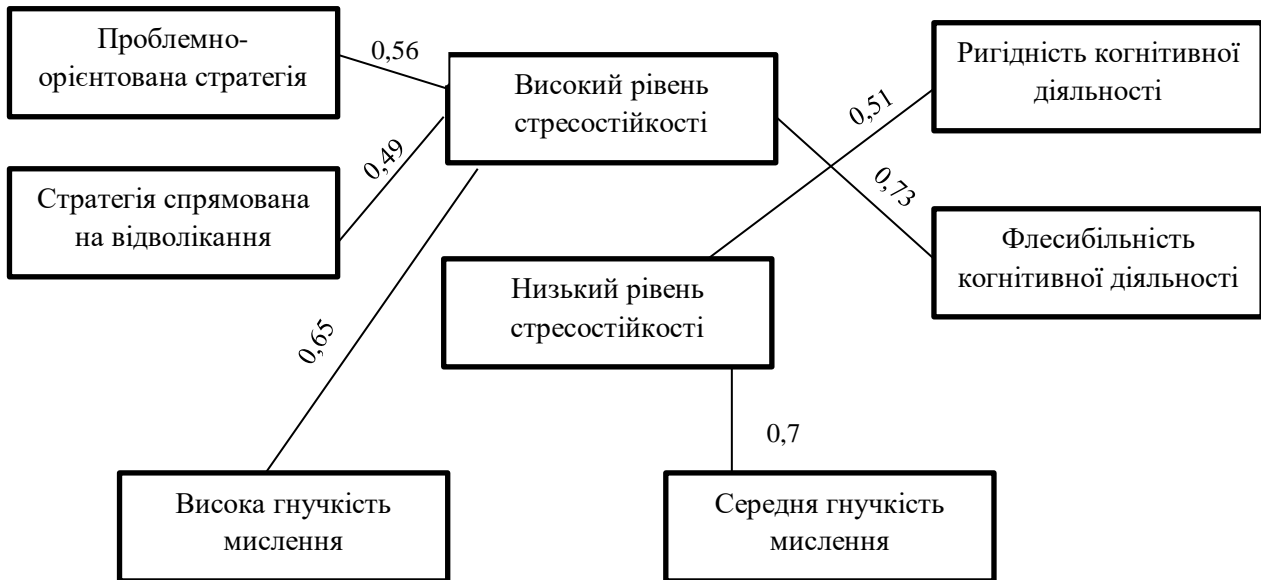 Проблемно-
орієнтована стратегія
0,56
Високий рівень
стресостійкості
Ригідність когнітивної
діяльності
0,51
0,49
Стратегія спрямована
на відволікання
0,73
Флесибільність
когнітивної діяльності
Низький рівень
стресостійкості
0,65
0,7
Висока гнучкість
мислення
Середня гнучкість
мислення